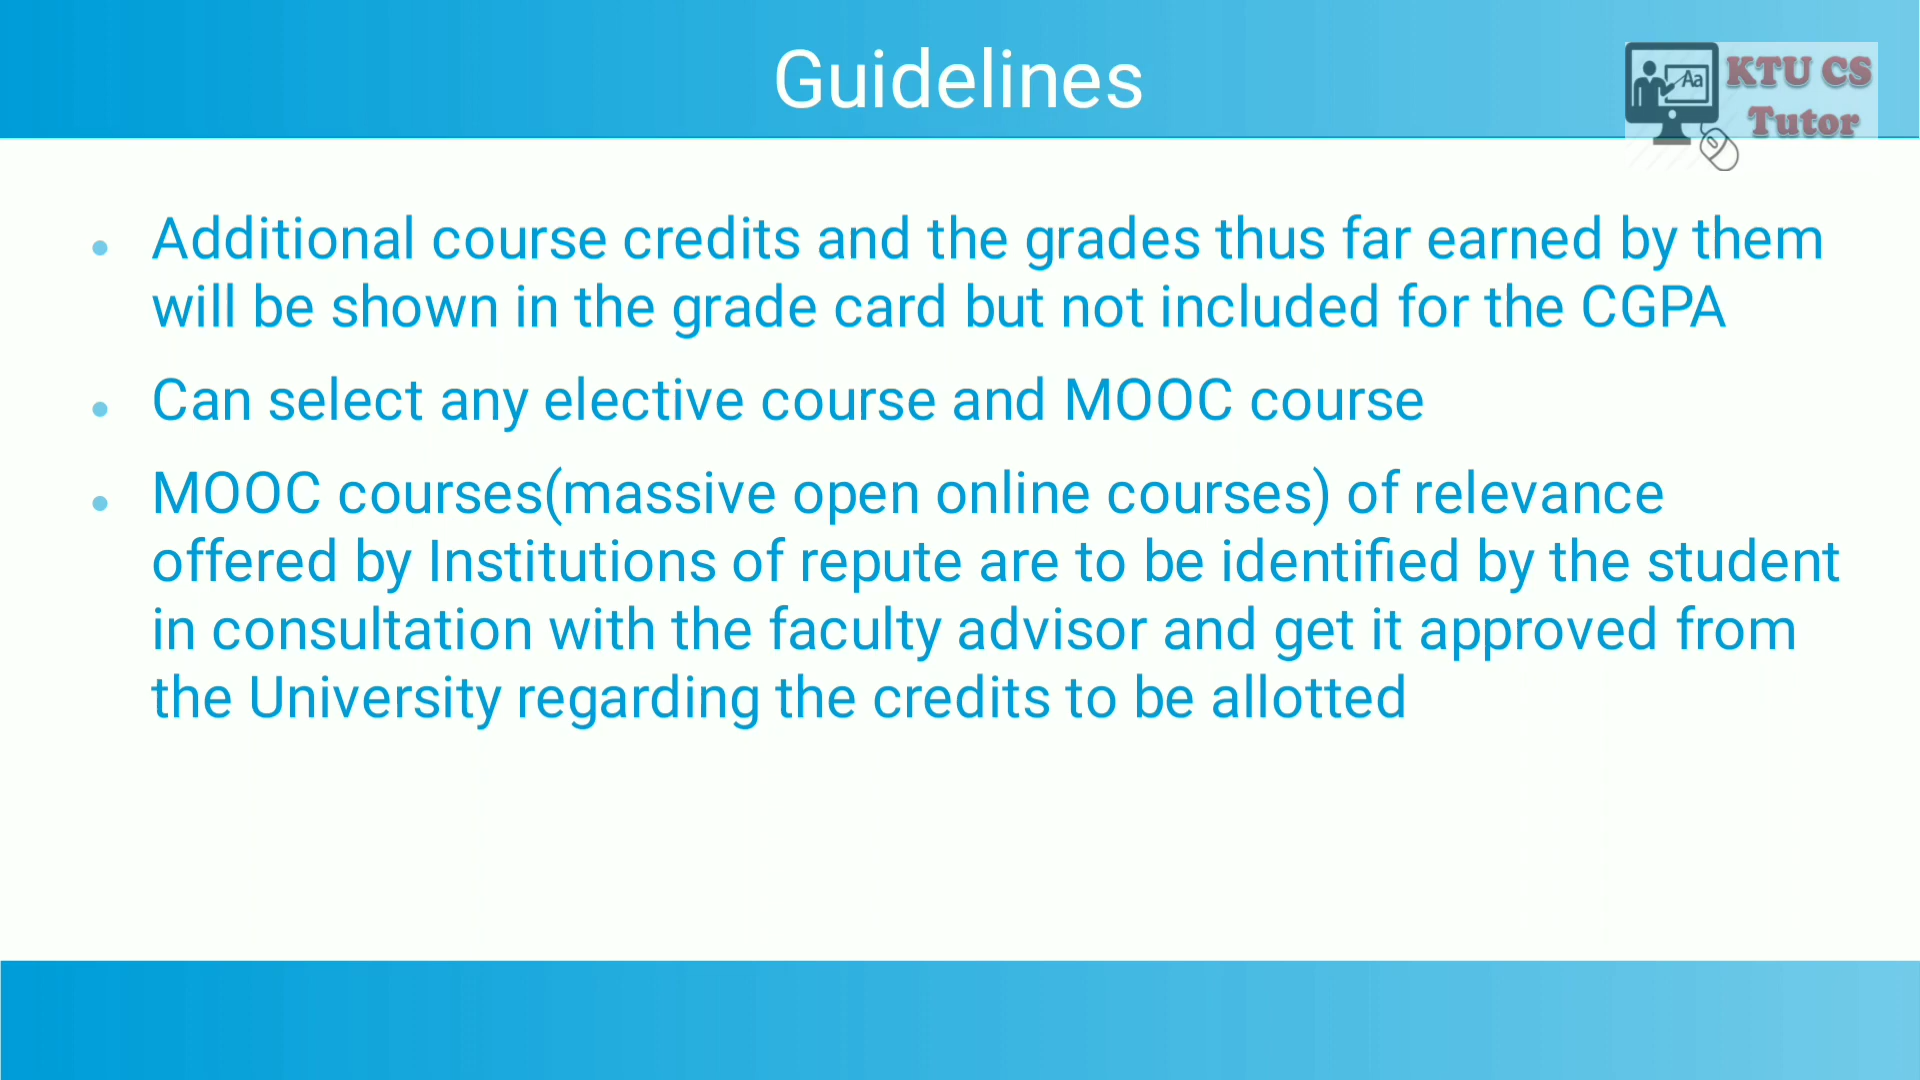 Guidelines
Aa
KTU CS
Tutor
Additional course credits and the grades thus far earned by them
will be shown in the grade card but not included for the CGPA
Can select any elective course and MOOC course
MOOC courses(massive open online courses) of relevance
offered by Institutions of repute are to be identified by the student
in consultation with the faculty advisor and get it approved from
the University regarding the credits to be allotted